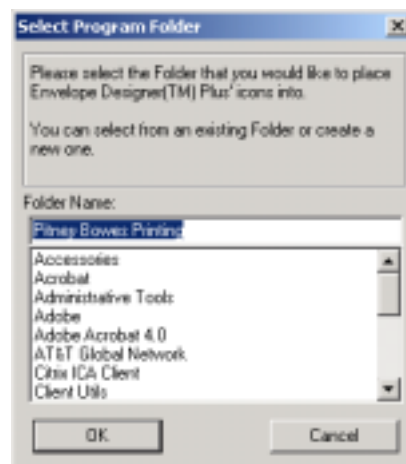 Select Program Folder
Please select the Folder that you would like to place
Envelope Designer(TM) Plus' icons into.
You can select from an existing Folder or create a
new one.
Folder Name:
Pitney Bowes Printing
Accessories
Acrobat
Administrative Tools
Adobe
Adobe Acrobat 4.0
AT&T Global Network
Citrix ICA Client
Client Utils
OK
Cancel